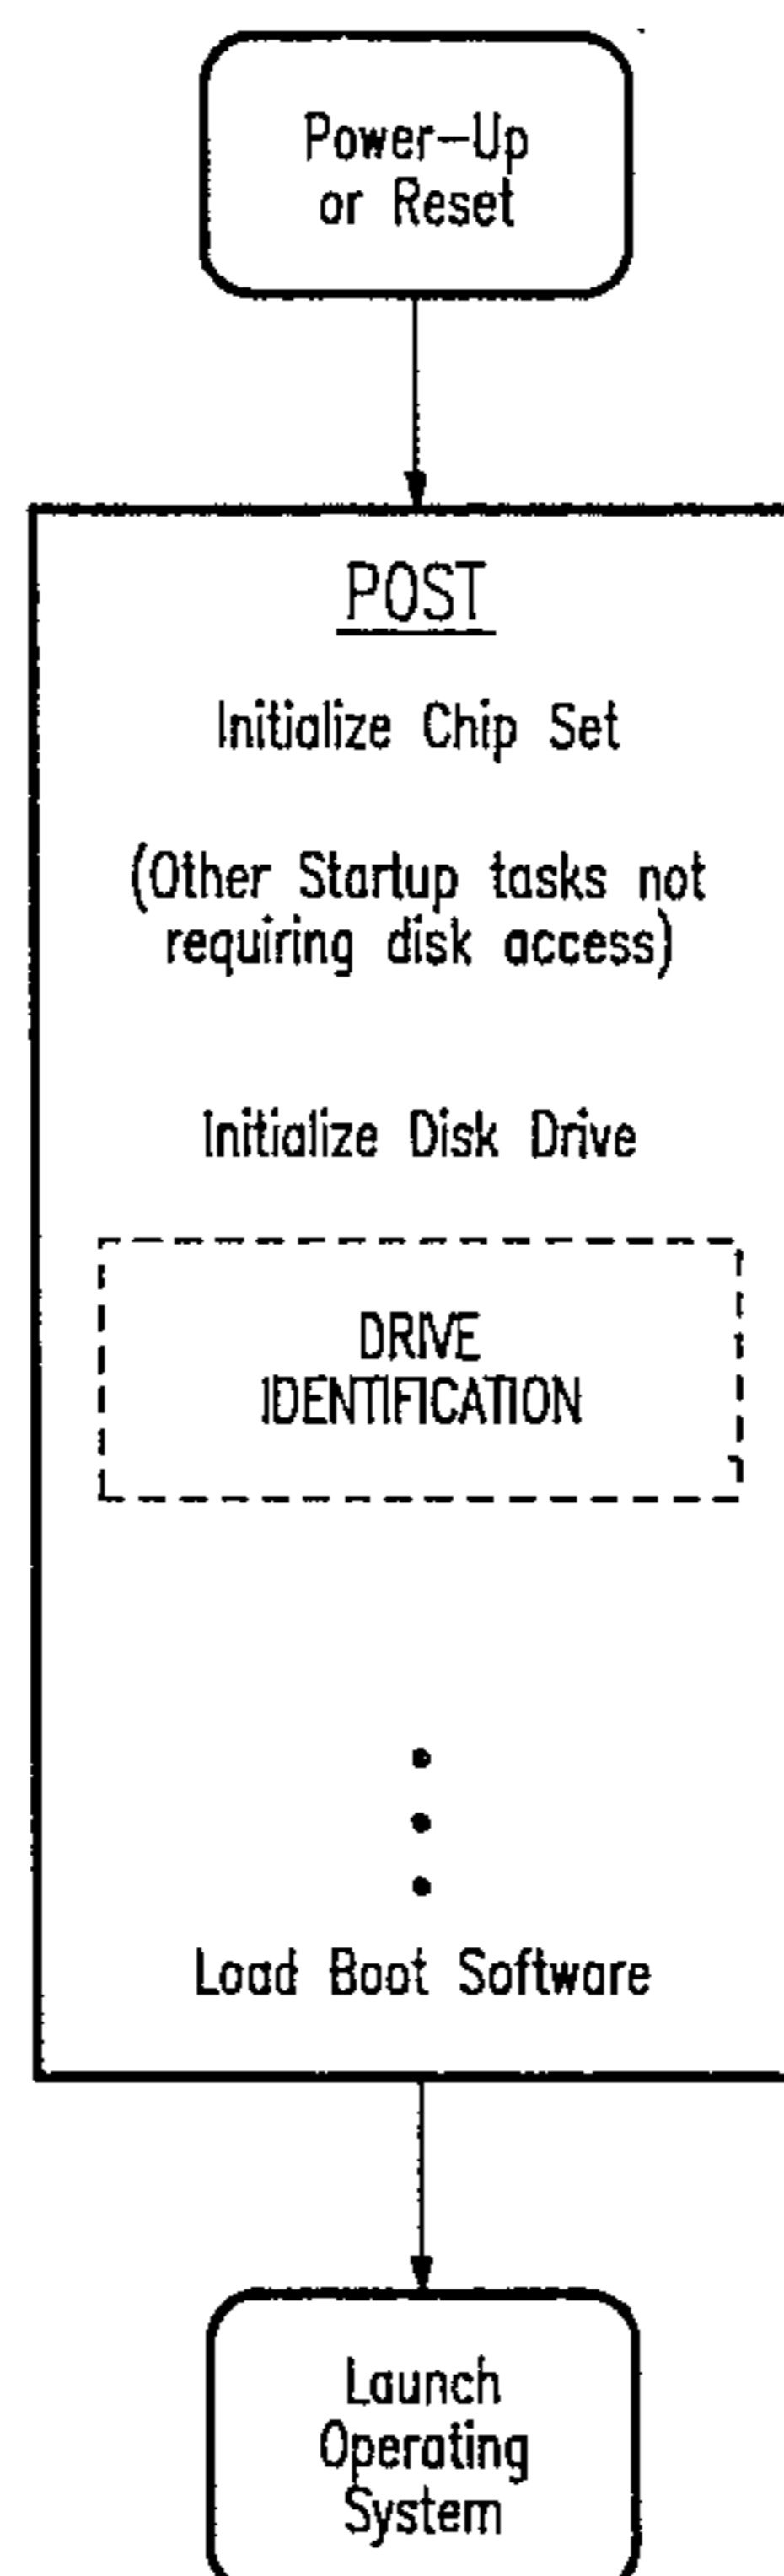 Power-Up
or Reset
POST
Initialize Chip Set
(Other Startup tasks not
requiring disk access)
Initialize Disk Drive
DRIVE
IDENTIFICATION
Load Boot Software
Launch
Operating
System